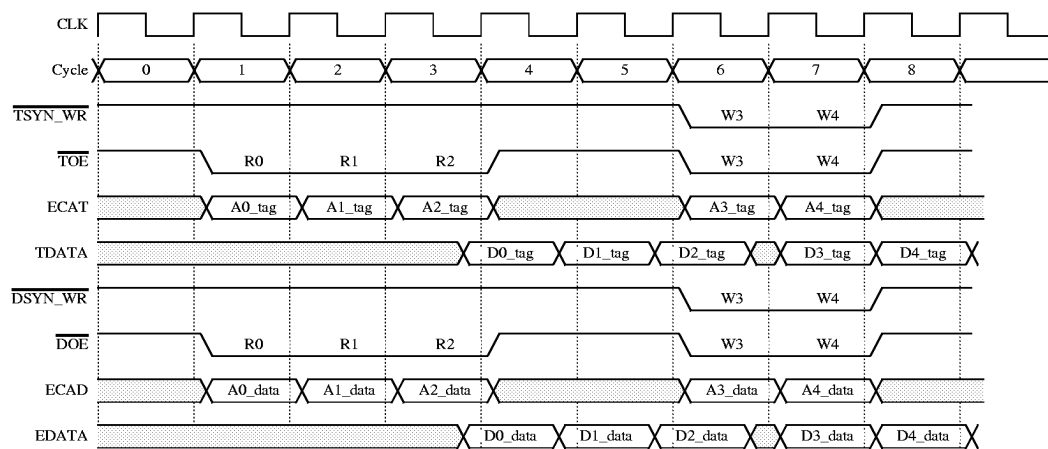 CLK
Cycle 0 1 2 3 4 5 6 7 8
TSYN_WR W3 W4
TOE R0 R1 R2 W3 W4
ECAT A0_tag A1_tag A2_tag A3_tag A4_tag
TDATA D0_tag D1_tag D2_tag D3_tag D4_tag
DSYN_WR W3 W4
DOE R0 R1 R2 W3 W4
ECAD A0_data A1_data A2_data A3_data A4_data
EDATA D0_data D1_data D2_data D3_data D4_data